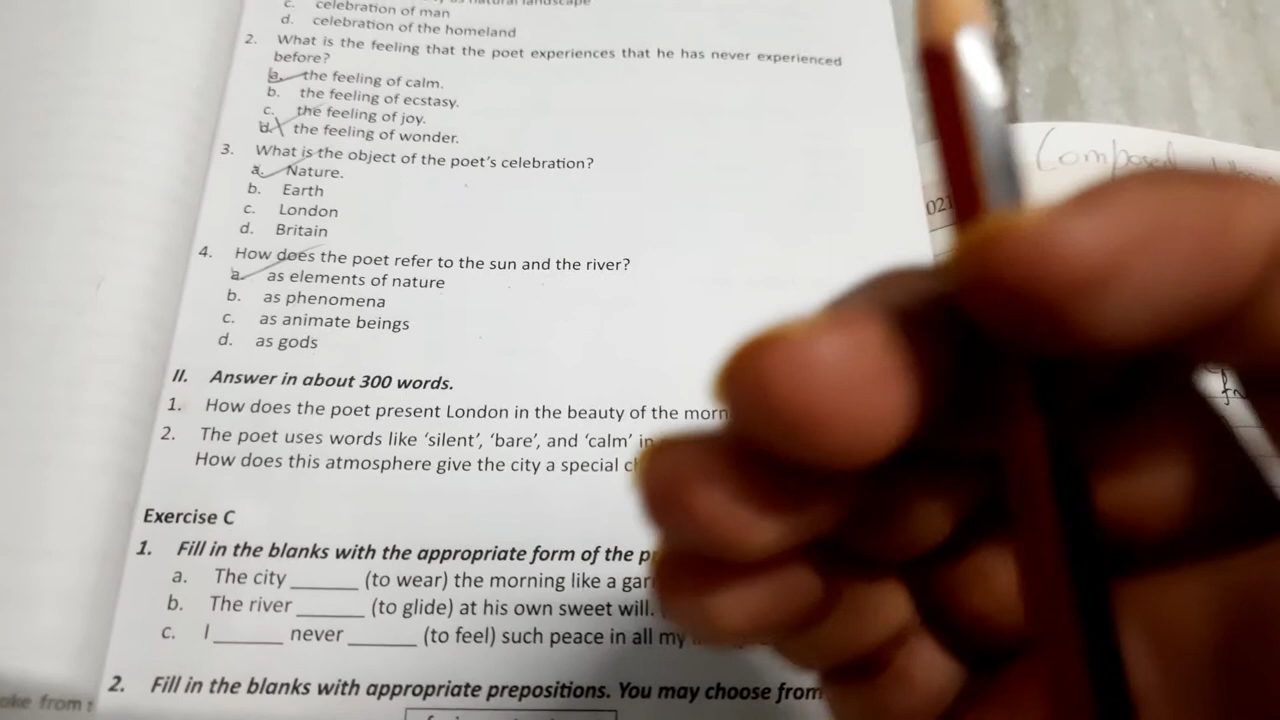 c. celebration of man
d. celebration of the homeland
2. What is the feeling that the poet experiences that he has never experienced
before?
a. the feeling of calm.
b. the feeling of ecstasy.
c. the feeling of joy.
d. the feeling of wonder.
3. What is the object of the poet's celebration?
a. Nature.
b. Earth
c. London
d. Britain
4. How does the poet refer to the sun and the river?
a. as elements of nature
b. as phenomena
c. as animate beings
d. as gods
II. Answer in about 300 words.
1. How does the poet present London in the beauty of the morn
2. The poet uses words like 'silent', 'bare', and 'calm' in
How does this atmosphere give the city a special
Exercise C
1. Fill in the blanks with the appropriate form of the
a. The city ______ (to wear) the morning like a
b. The river ______ (to glide) at his own sweet will.
c. I ______ never ______ (to feel) such peace in all my
2. Fill in the blanks with appropriate prepositions. You may choose from
Composed
021